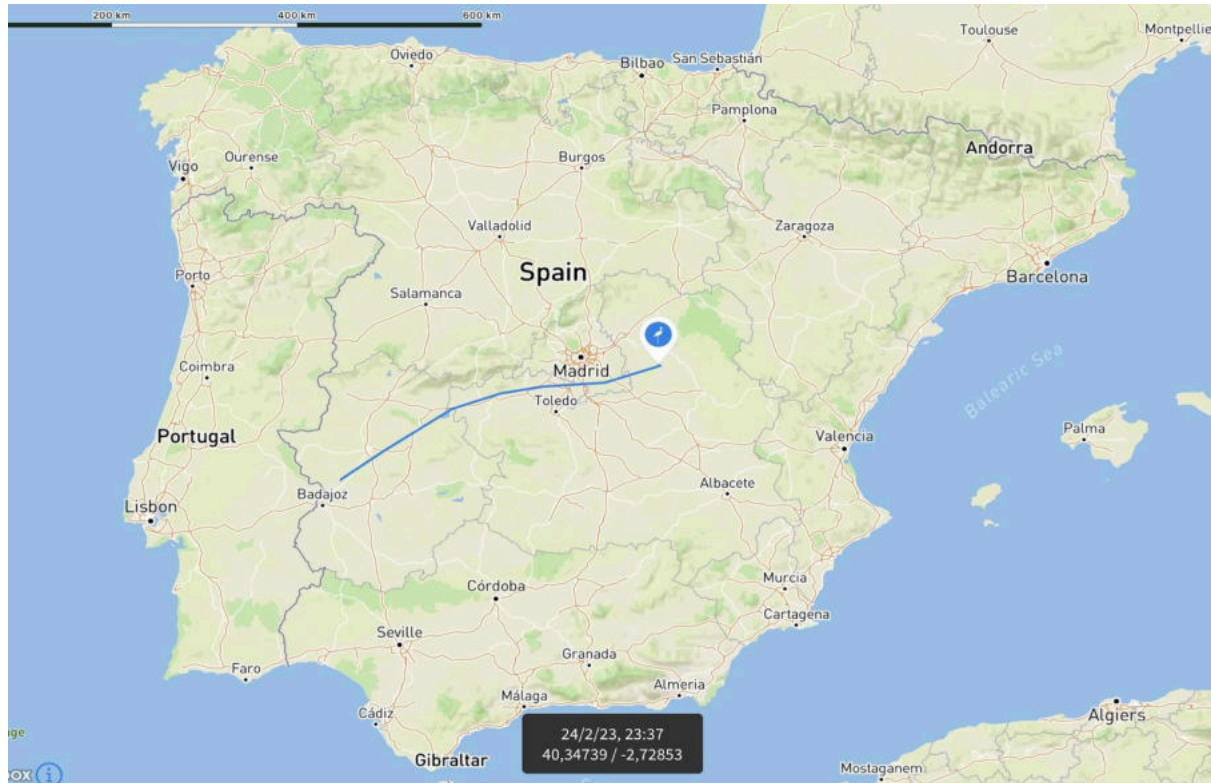 200 km 400 km 600 km
Toulouse Montpellier
Oviedo Bilbao San Sebastián
Pamplona
Andorra
Vigo Ourense Burgos
Valladolid Zaragoza
Spain Barcelona
Porto
Salamanca
Madrid
Coimbra
Balearic Sea
Toledo
Portugal Valencia Palma
Badajoz Albacete
Lisbon
Córdoba Murcia
Seville Cartagena
Faro Granada
Málaga Almeria
Cádiz
Algiers
24/2/23, 23:37
40,34739 / -2,72853
Gibraltar
Mostaganem